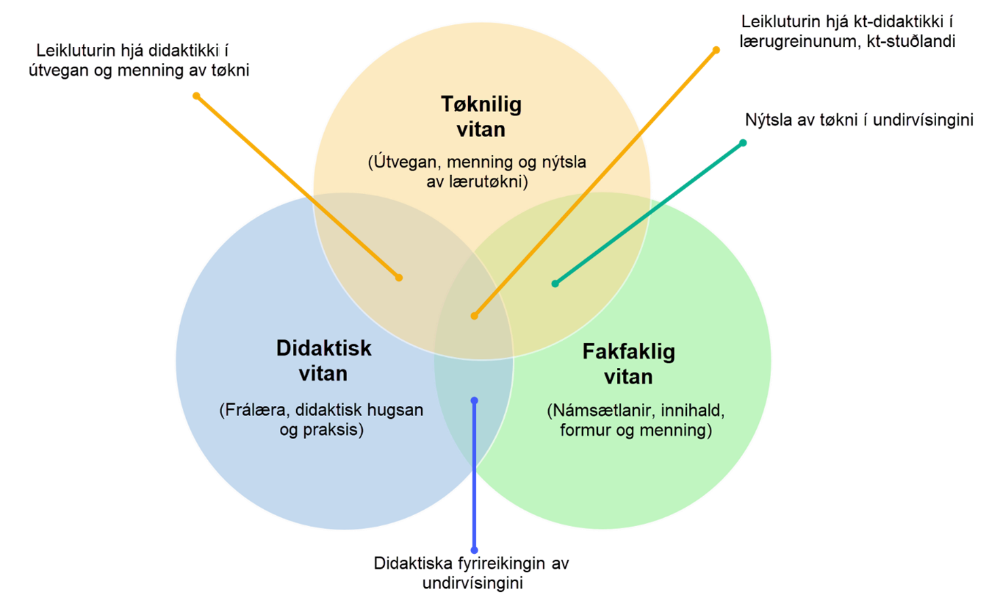 Leikluturin hjá didaktikki í
útvegan og menning av tøkni
Leikluturin hjá kt-didaktikki í
lærugreinunum, kt-stuðlandi
Nýtsla av tøkni í undirvísingini
Tøknilig
vitan
(Útvegan, menning og nýtsla
av lærutøkni)
Didaktisk
vitan
(Frálæra, didaktisk hugsan
og praksis)
Fakfaklig
vitan
(Námsætlanir, innihald,
formur og menning)
Didaktiska fyrireikingin av
undirvísingini